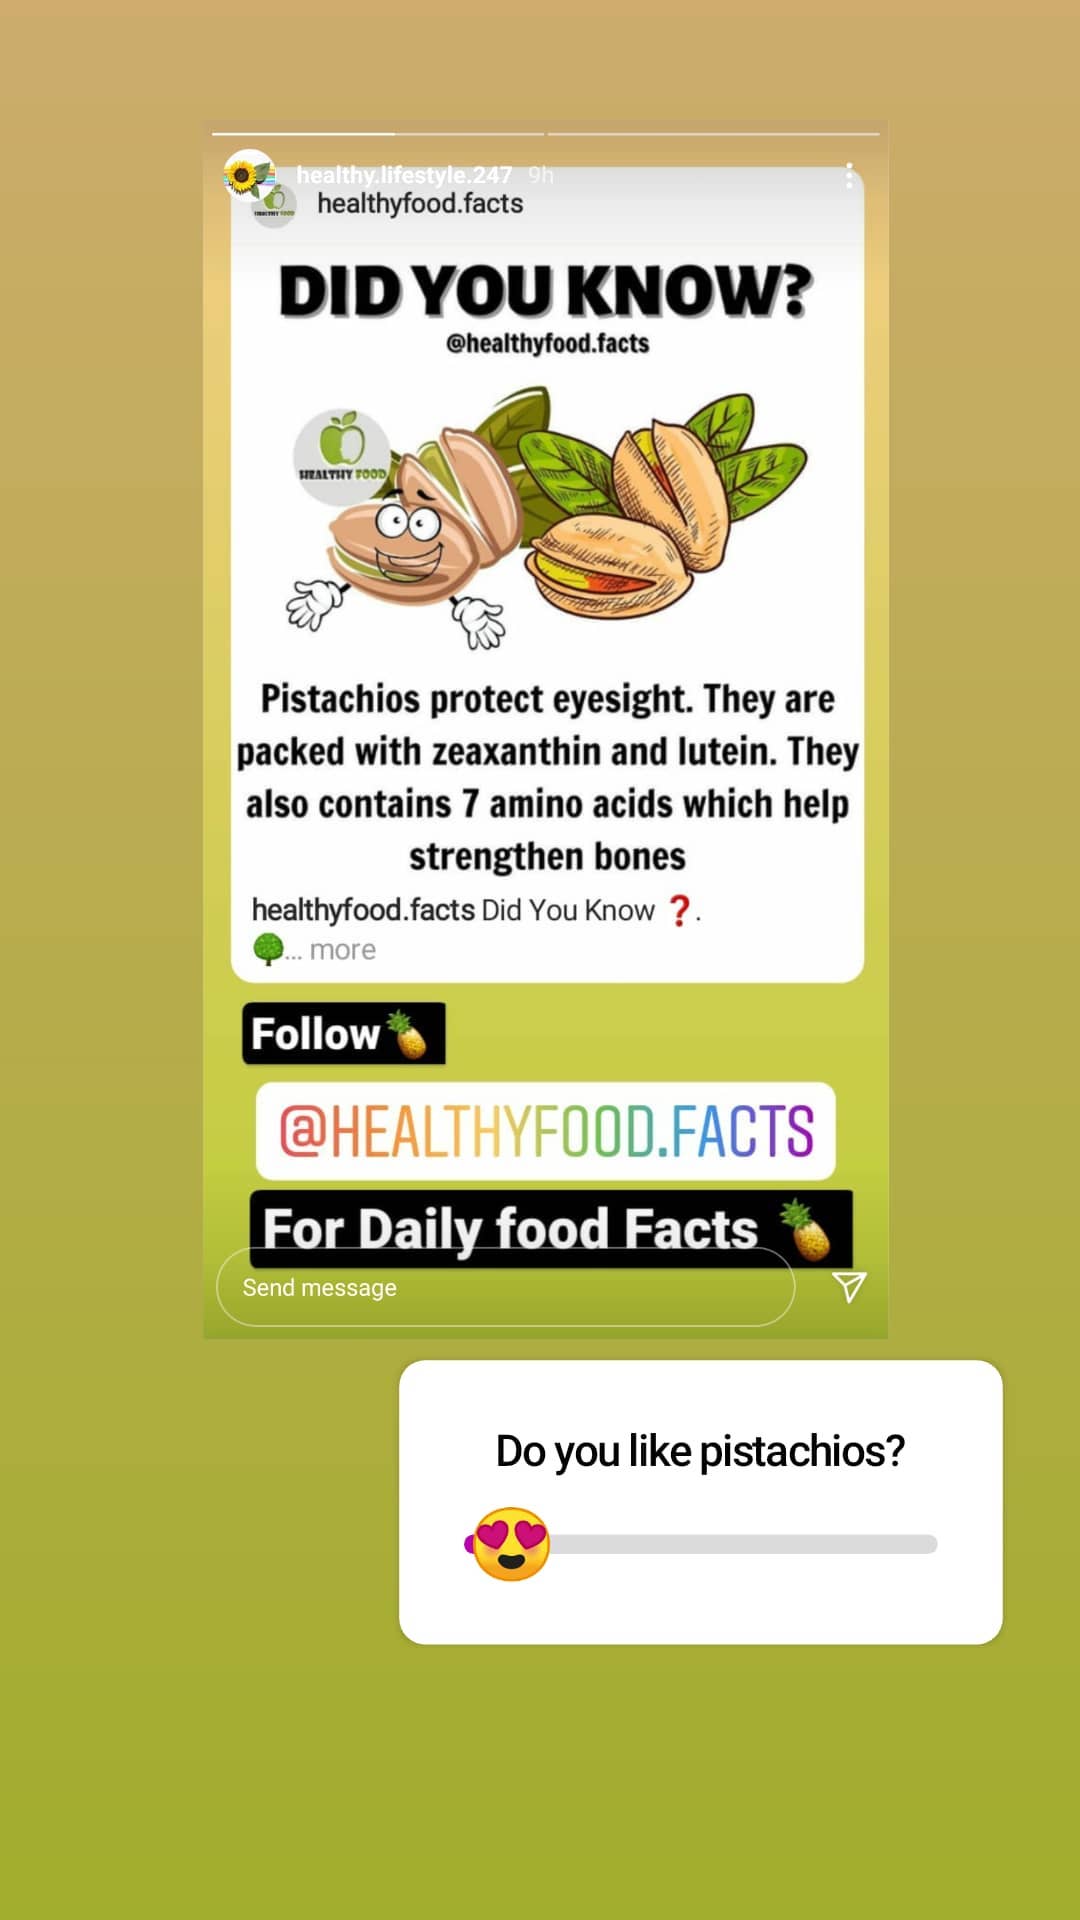 healthy.lifestyle.247 9h
healthyfood.facts
DID YOU KNOW?
@healthyfood.facts
HEALTHY FOOD
Pistachios protect eyesight. They are
packed with zeaxanthin and lutein. They
also contains 7 amino acids which help
strengthen bones
healthyfood.facts Did You Know ❓.
🌳... more
Follow🍍
@HEALTHYFOOD.FACTS
For Daily food Facts 🍍
Send message
Do you like pistachios?